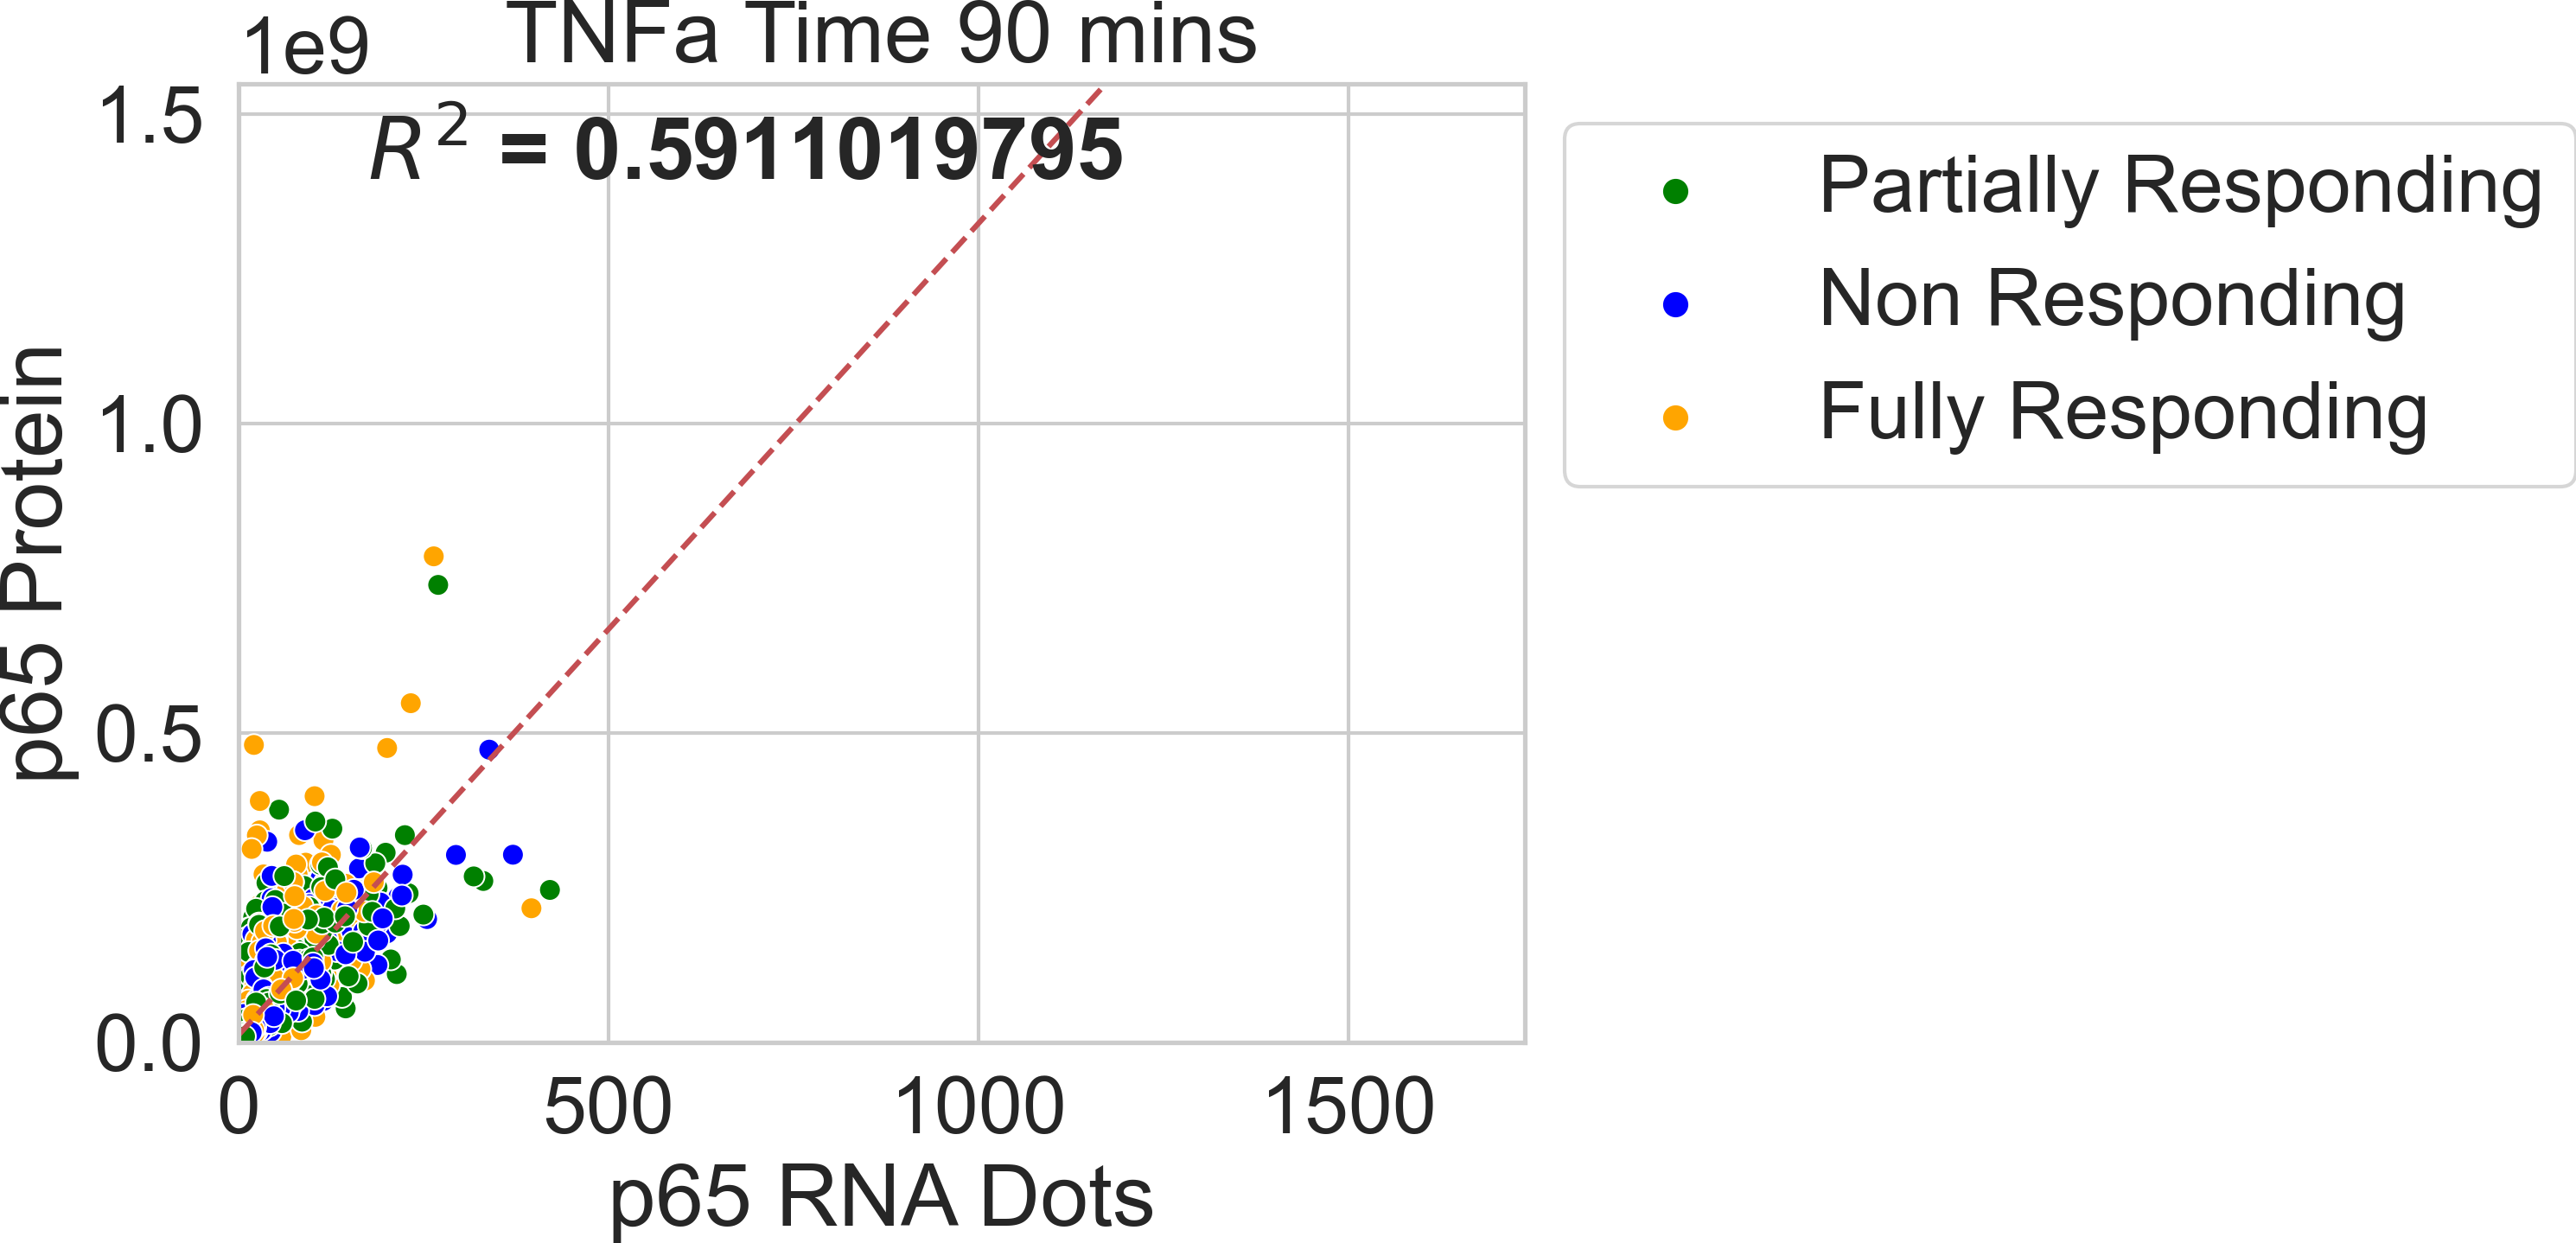 TNFa Time 90 mins
1e9
R² = 0.5911019795
1.5
1.0
0.5
0.0
p65 Protein
0 500 1000 1500
p65 RNA Dots
Partially Responding
Non Responding
Fully Responding